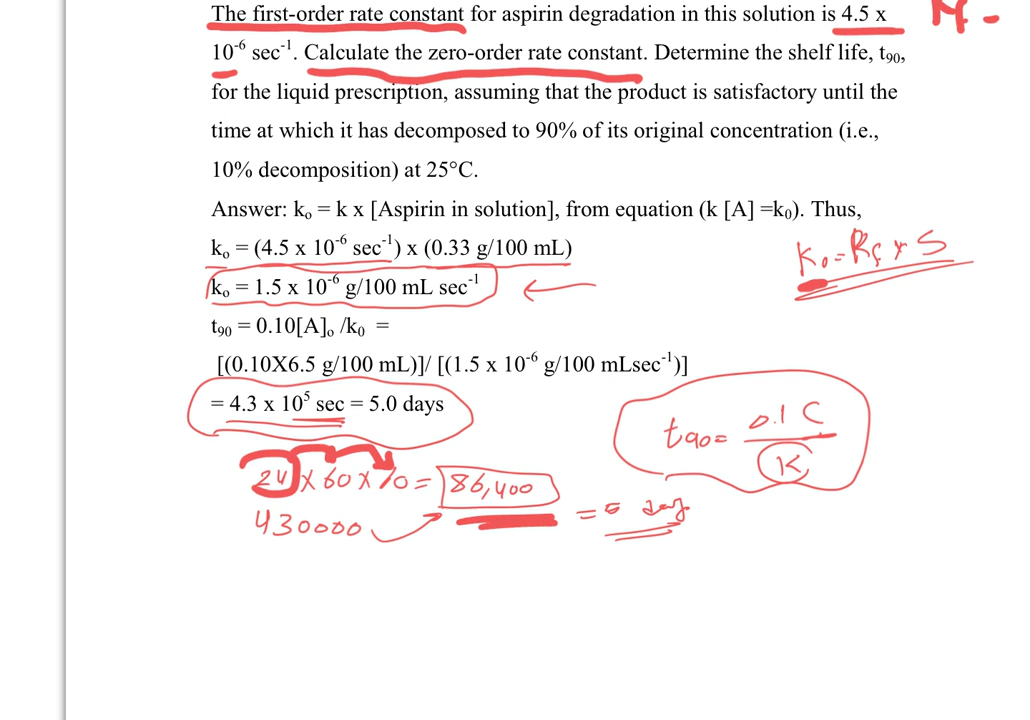 The first-order rate constant for aspirin degradation in this solution is 4.5 x
10⁻⁶ sec⁻¹. Calculate the zero-order rate constant. Determine the shelf life, t₉₀,
for the liquid prescription, assuming that the product is satisfactory until the
time at which it has decomposed to 90% of its original concentration (i.e.,
10% decomposition) at 25°C.
Answer: kₒ = k x [Aspirin in solution], from equation (k [A] =k₀). Thus,
kₒ = (4.5 x 10⁻⁶ sec⁻¹) x (0.33 g/100 mL)
K₀ = K x S
kₒ = 1.5 x 10⁻⁶ g/100 mL sec⁻¹
t₉₀ = 0.10[A]ₒ /k₀ =
[(0.10X6.5 g/100 mL)]/ [(1.5 x 10⁻⁶ g/100 mLsec⁻¹)]
= 4.3 x 10⁵ sec = 5.0 days
t90 = 0.1 C / K
24 x 60 x 60 = 86,400
430000 = 5 day